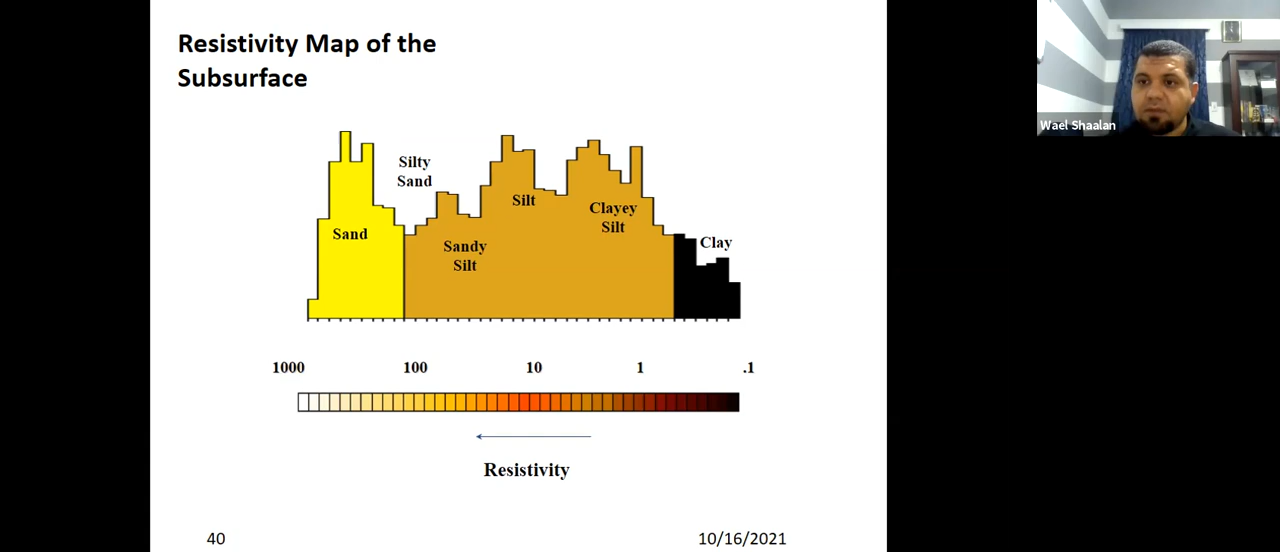 Resistivity Map of the
Subsurface
Wael Shaalan
Silty
Sand
Sand
Sandy
Silt
Silt
Clayey
Silt
Clay
1000 100 10 1 .1
Resistivity
40 10/16/2021